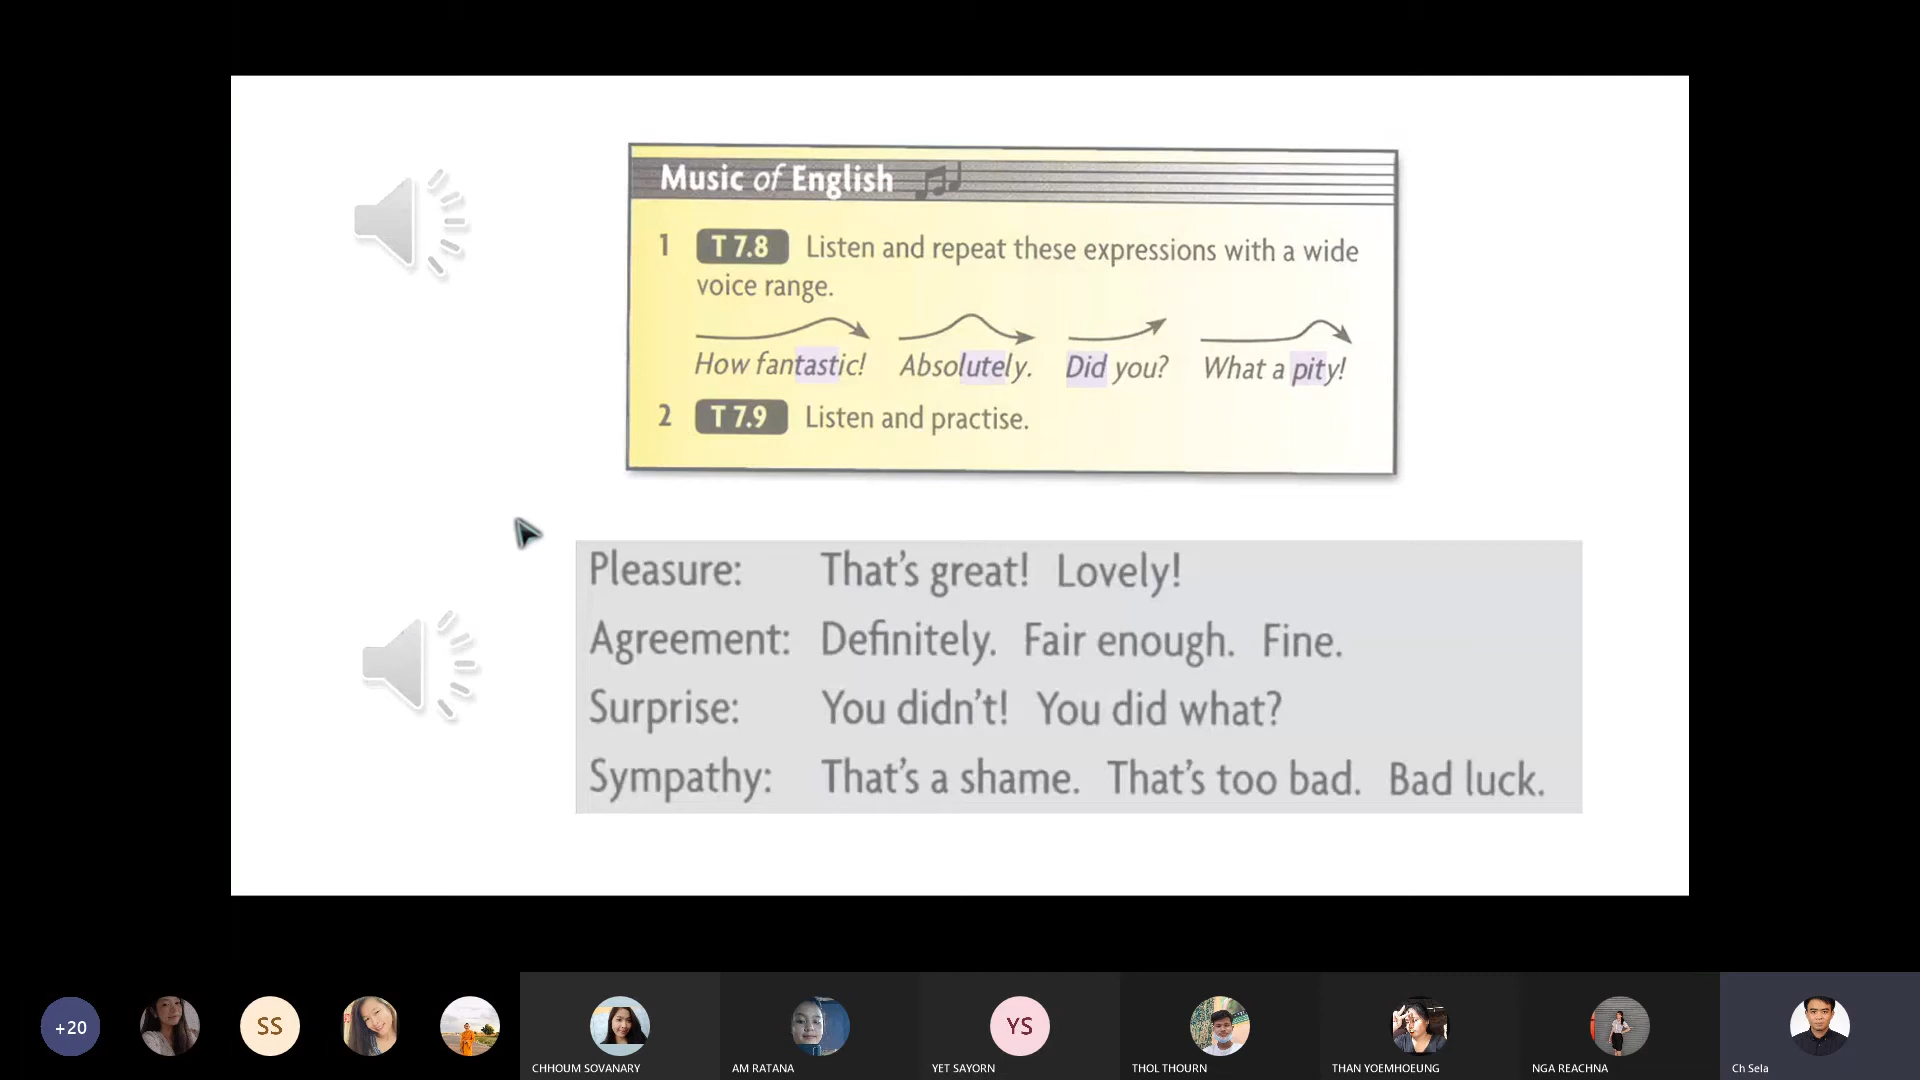 Music of English
1 T 7.8 Listen and repeat these expressions with a wide
voice range.
How fantastic! Absolutely. Did you? What a pity!
2 T 7.9 Listen and practise.
Pleasure: That's great! Lovely!
Agreement: Definitely. Fair enough. Fine.
Surprise: You didn't! You did what?
Sympathy: That's a shame. That's too bad. Bad luck.
+20
SS
YS
CHHOUM SOVANARY
AM RATANA
YET SAYORN
THOL THOURN
THAN YOEMHOEUNG
NGA REACHNA
Ch Sela